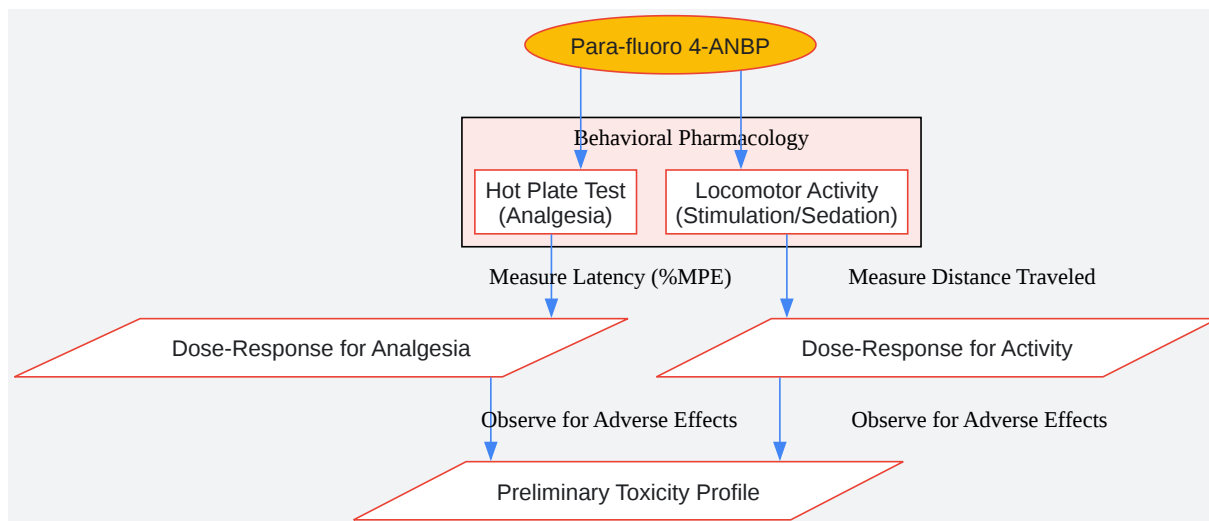 Para-fluoro 4-ANBP
Behavioral Pharmacology
Hot Plate Test
(Analgesia)
Locomotor Activity
(Stimulation/Sedation)
Measure Latency (%MPE)
Measure Distance Traveled
Dose-Response for Analgesia
Dose-Response for Activity
Observe for Adverse Effects
Observe for Adverse Effects
Preliminary Toxicity Profile